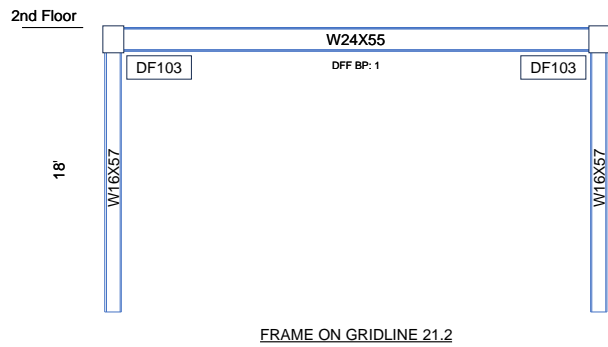 2nd Floor
W24X55
DF103
DFF BP: 1
DF103
18'
W16X57
W16X57
FRAME ON GRIDLINE 21.2